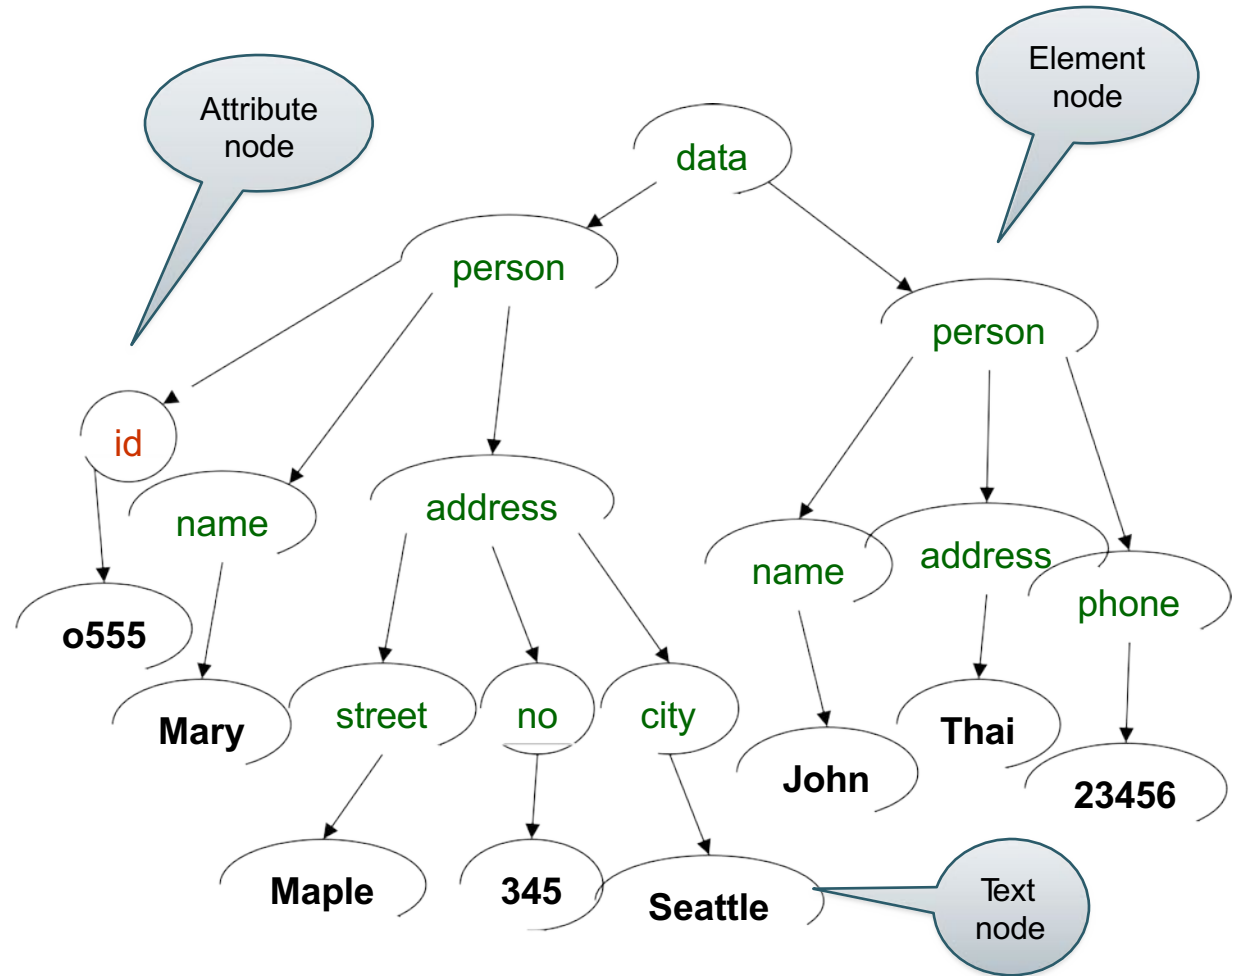 Element
node
Attribute
node
data
person
person
id
name
address
name
address
phone
o555
Mary
street
no
city
John
Thai
23456
Maple
345
Seattle
Text
node